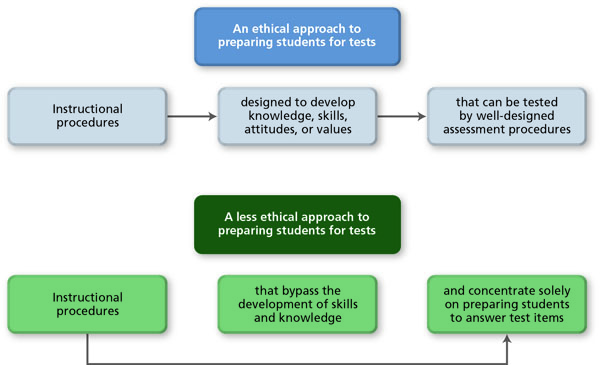 An ethical approach to
preparing students for tests
Instructional
procedures
designed to develop
knowledge, skills,
attitudes, or values
that can be tested
by well-designed
assessment procedures
A less ethical approach to
preparing students for tests
Instructional
procedures
that bypass the
development of skills
and knowledge
and concentrate solely
on preparing students
to answer test items